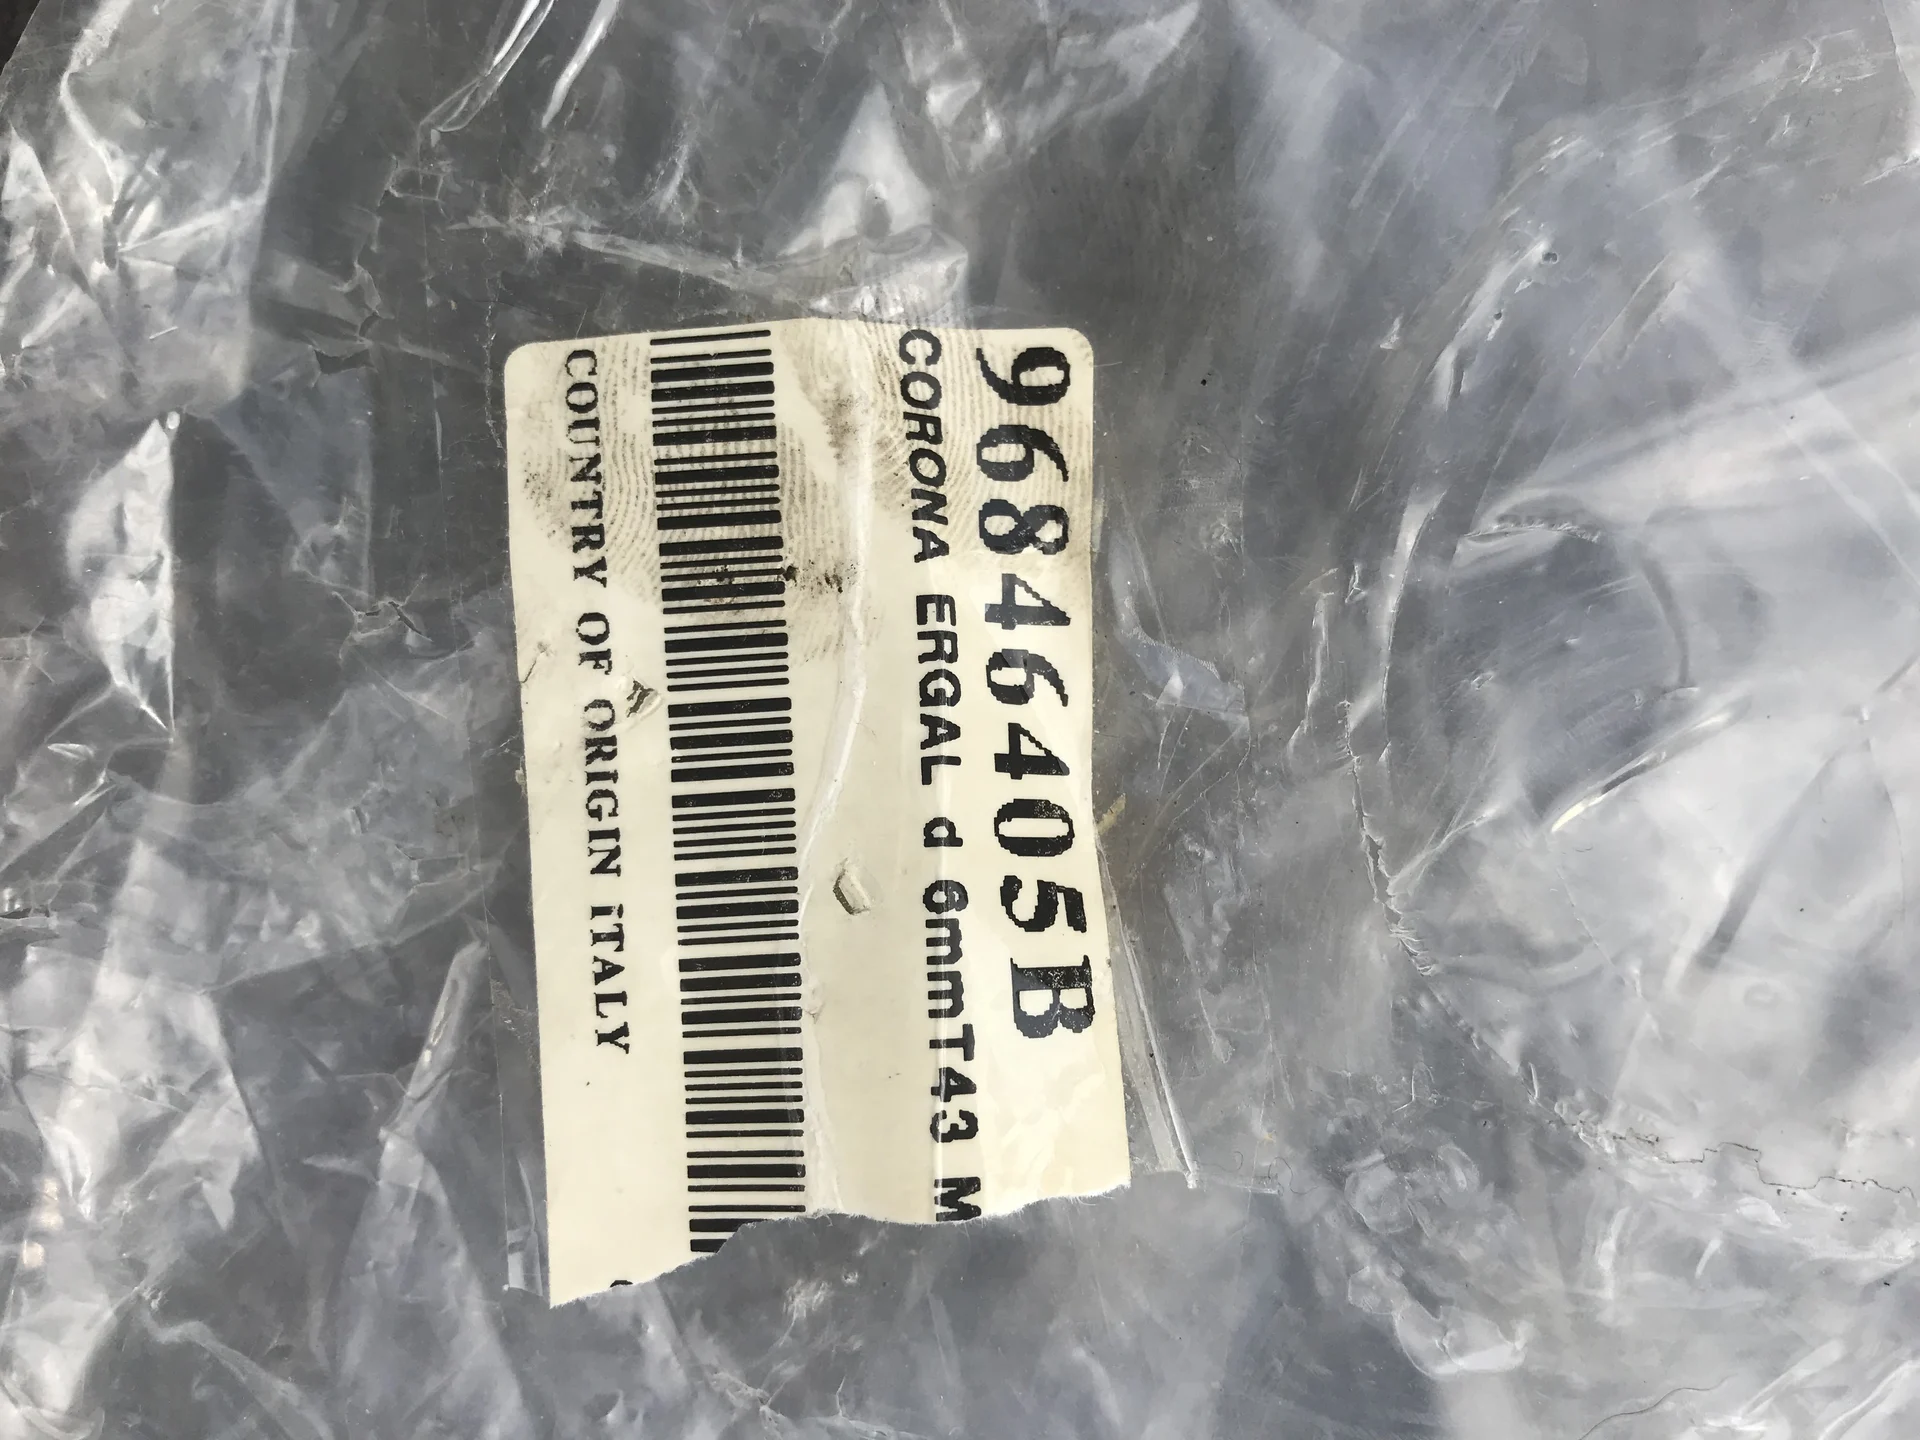 96846405B
CORONA ERGAL d 6mmT43 M
COUNTRY OF ORIGIN ITALY